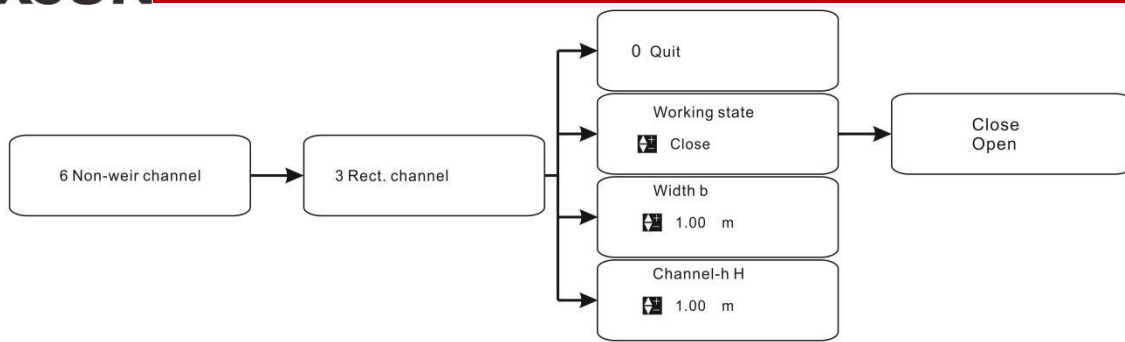 0 Quit
Working state
Close
Close
Open
6 Non-weir channel
3 Rect. channel
Width b
1.00 m
Channel-h H
1.00 m